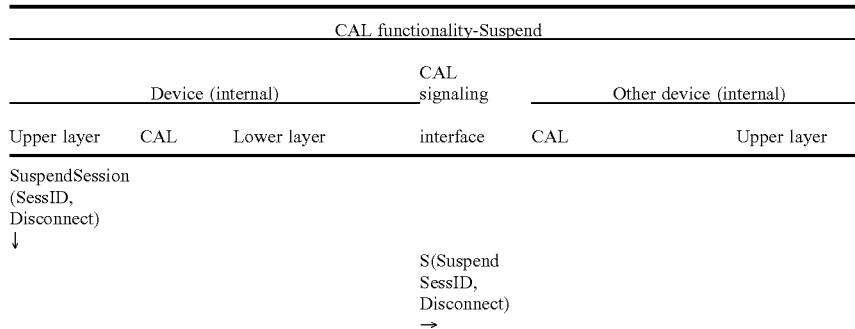 CAL functionality-Suspend
CAL
Device (internal) signaling Other device (internal)
Upper layer CAL Lower layer interface CAL Upper layer
SuspendSession
(SessID,
Disconnect)
↓
S(Suspend
SessID,
Disconnect)
→